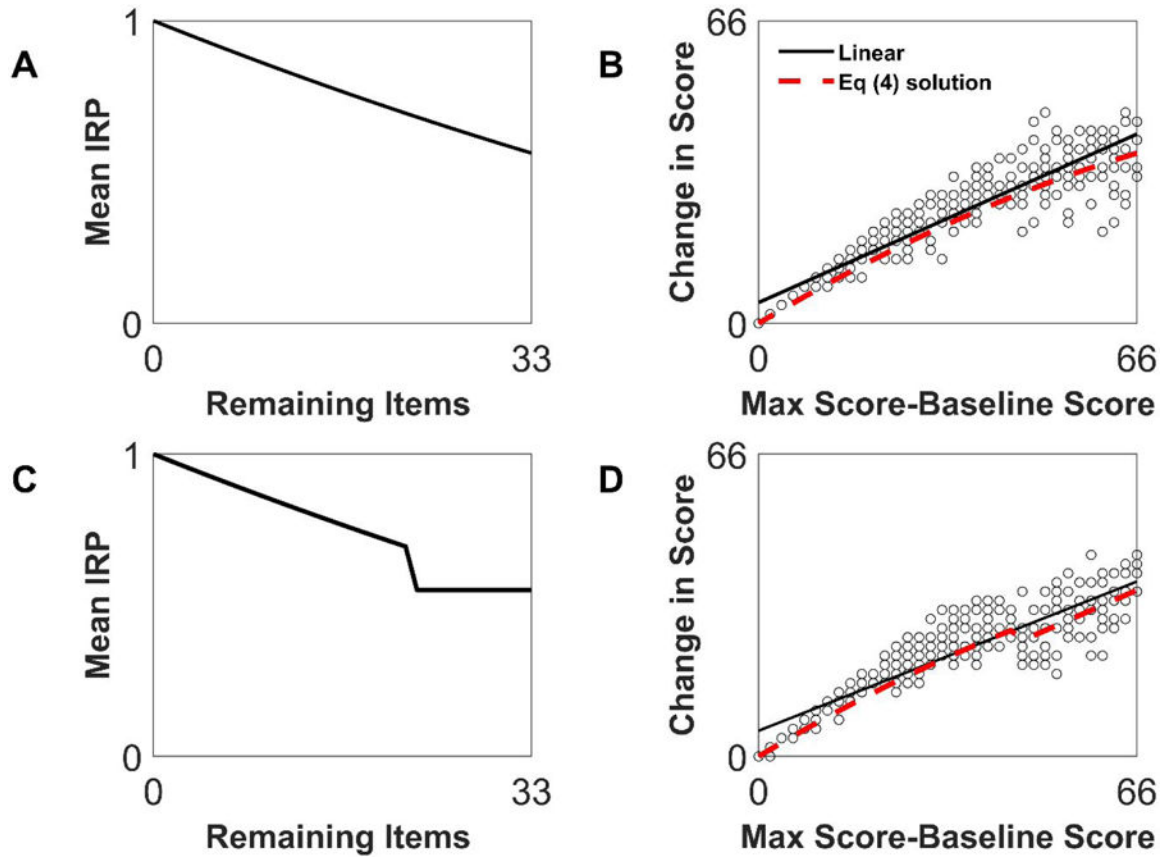 A
1
Mean IRP
0
0
33
Remaining Items
B
66
Change in Score
0
Linear
Eq (4) solution
0
66
Max Score-Baseline Score
C
1
Mean IRP
0
0
33
Remaining Items
D
66
Change in Score
0
0
66
Max Score-Baseline Score